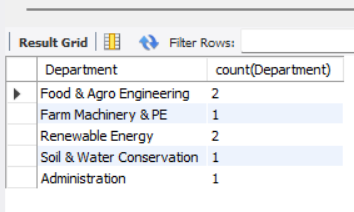 Result Grid Filter Rows:
Department count(Department)
Food & Agro Engineering 2
Farm Machinery & PE 1
Renewable Energy 2
Soil & Water Conservation 1
Administration 1